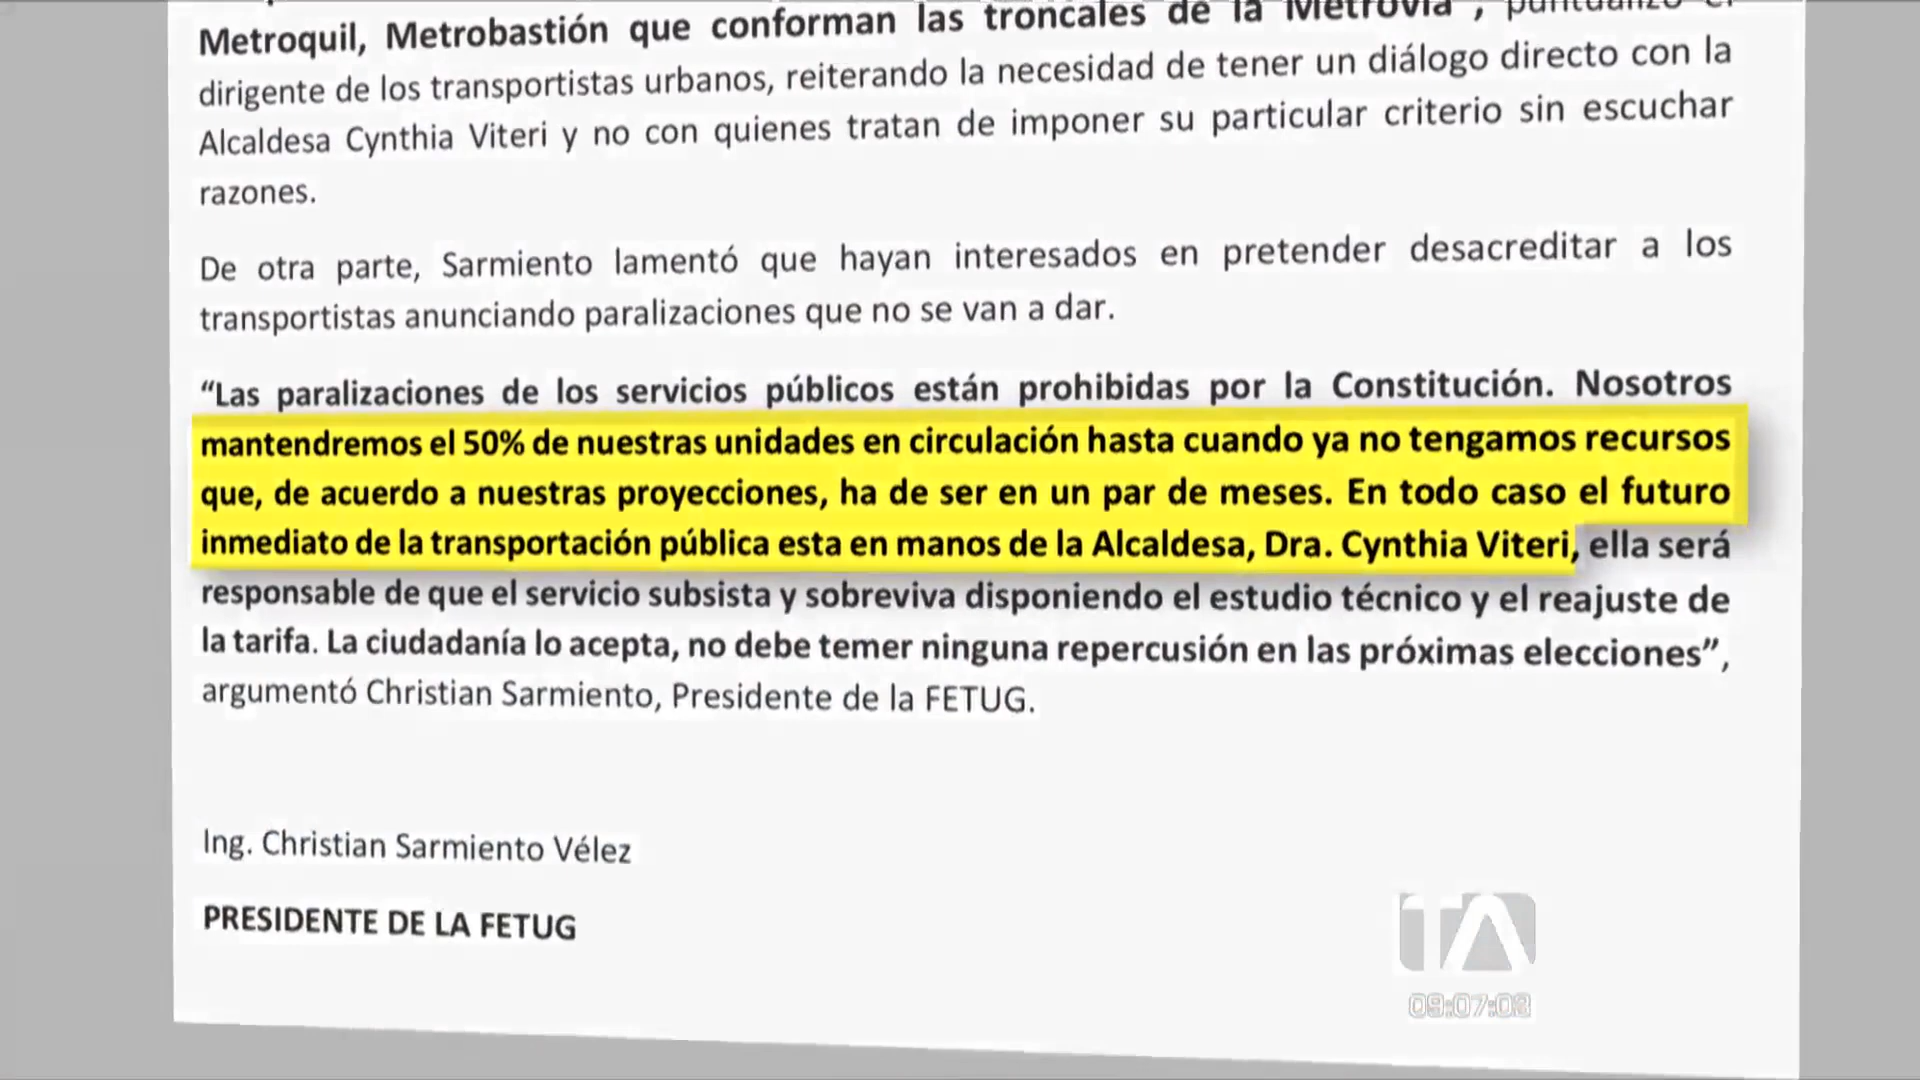 Metroquil, Metrobastión que conforman las troncales de la Metrovía", puntualizó el
dirigente de los transportistas urbanos, reiterando la necesidad de tener un diálogo directo con la
Alcaldesa Cynthia Viteri y no con quienes tratan de imponer su particular criterio sin escuchar
razones.
De otra parte, Sarmiento lamentó que hayan interesados en pretender desacreditar a los
transportistas anunciando paralizaciones que no se van a dar.
“Las paralizaciones de los servicios públicos están prohibidas por la Constitución. Nosotros
mantendremos el 50% de nuestras unidades en circulación hasta cuando ya no tengamos recursos
que, de acuerdo a nuestras proyecciones, ha de ser en un par de meses. En todo caso el futuro
inmediato de la transportación pública esta en manos de la Alcaldesa, Dra. Cynthia Viteri, ella será
responsable de que el servicio subsista y sobreviva disponiendo el estudio técnico y el reajuste de
la tarifa. La ciudadanía lo acepta, no debe temer ninguna repercusión en las próximas elecciones”,
argumentó Christian Sarmiento, Presidente de la FETUG.
Ing. Christian Sarmiento Vélez
PRESIDENTE DE LA FETUG
TA
09:07:03